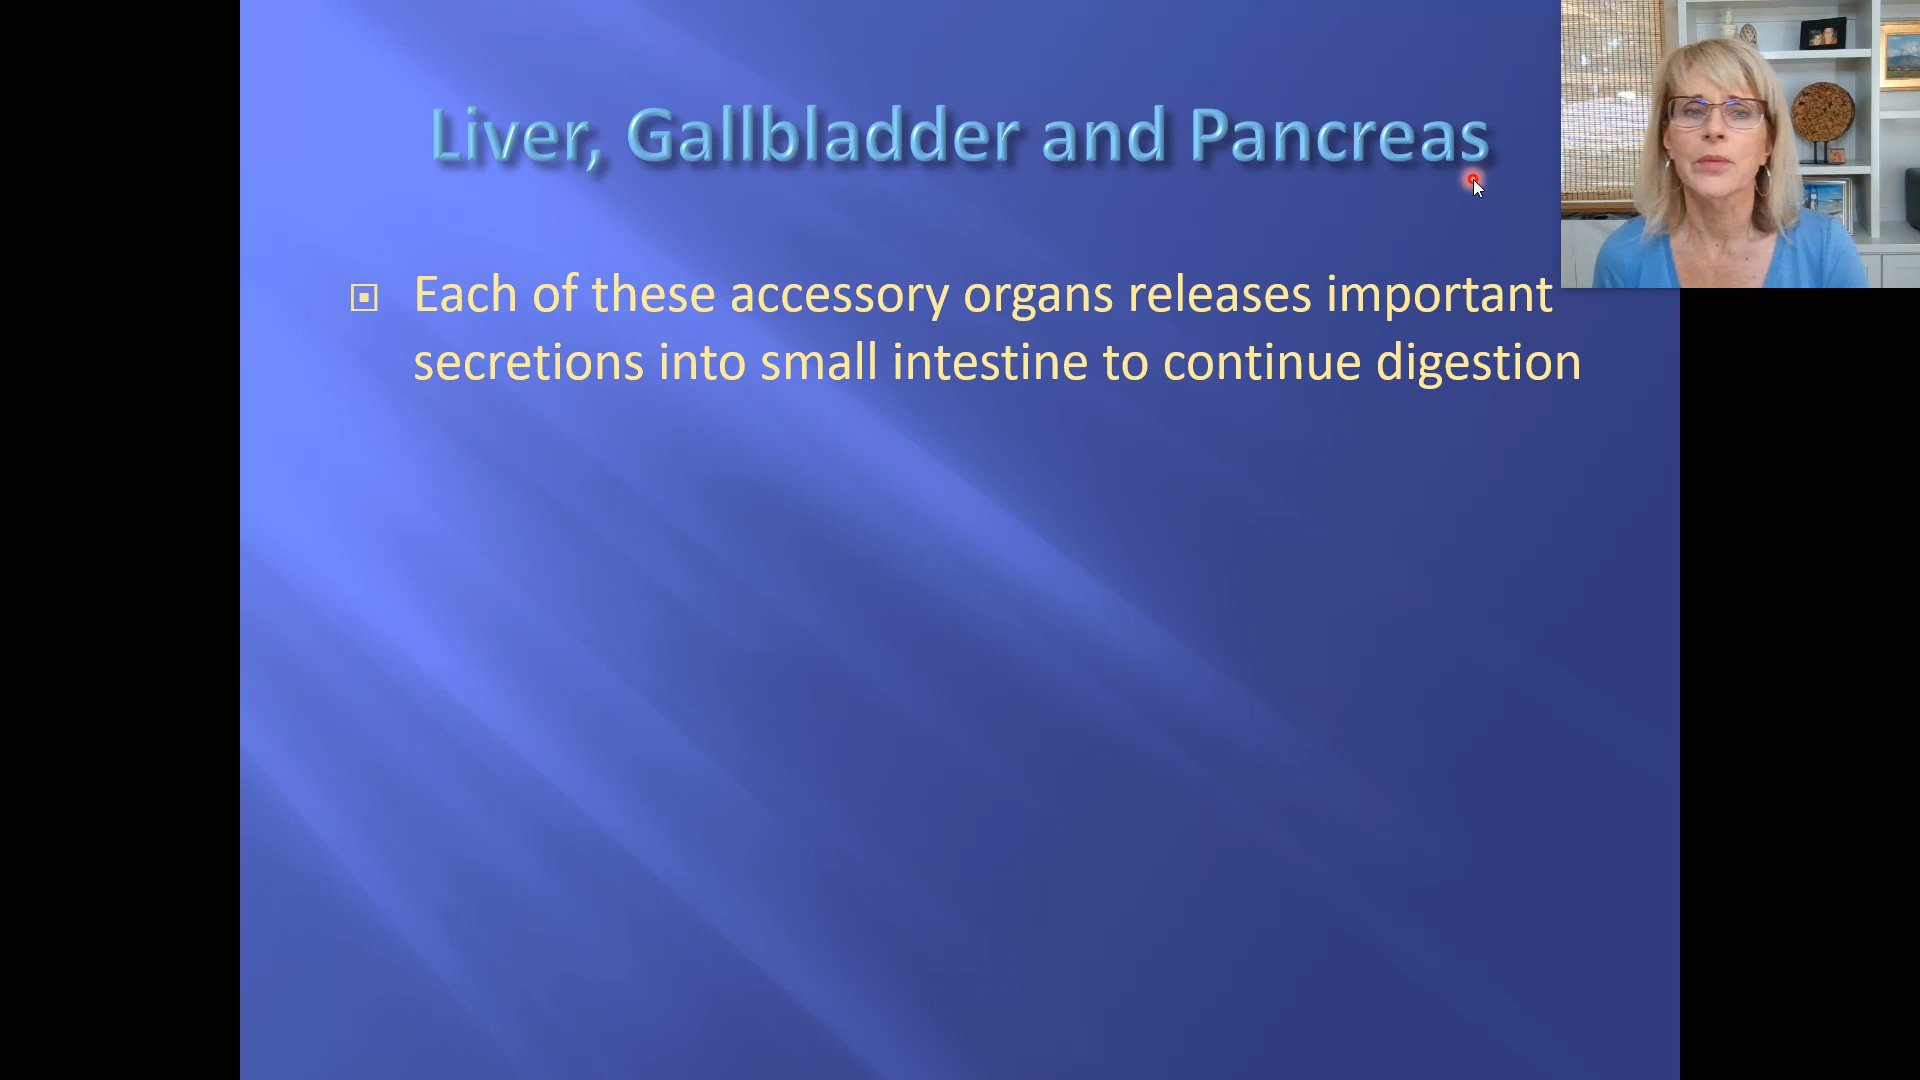 Liver, Gallbladder and Pancreas
Each of these accessory organs releases important
secretions into small intestine to continue digestion